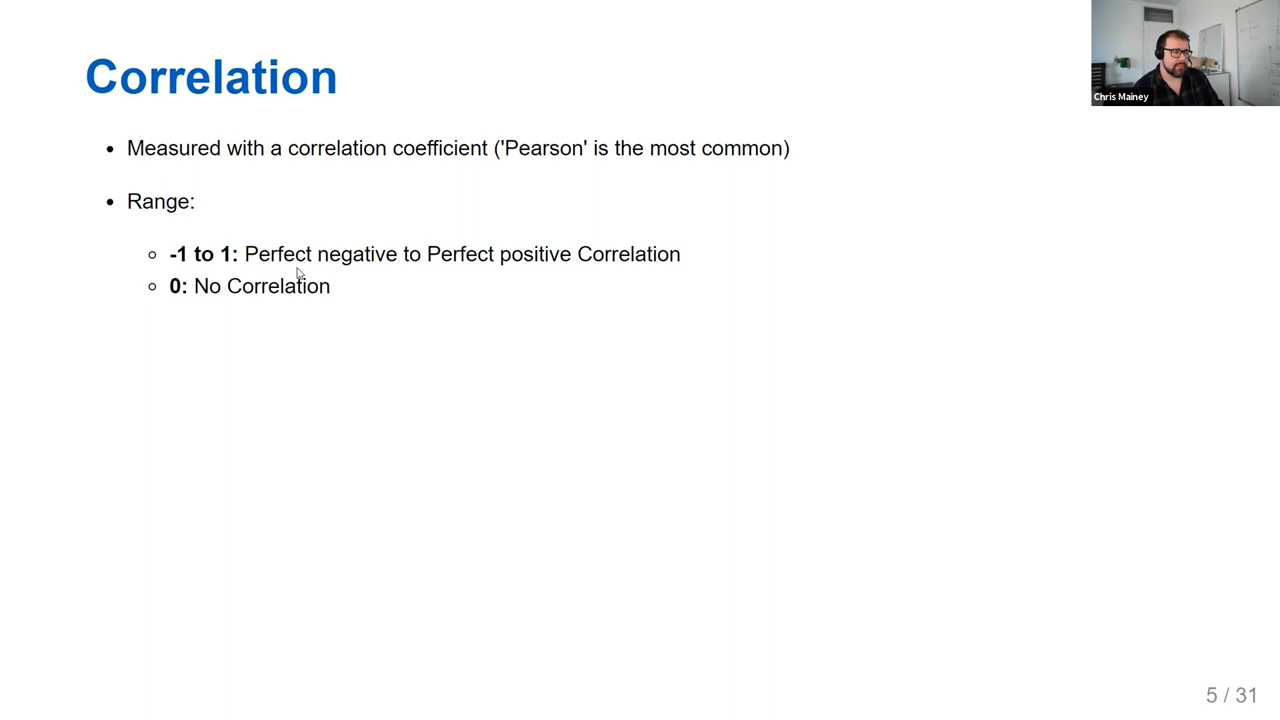 Correlation
Chris Mainey
Measured with a correlation coefficient ('Pearson' is the most common)
Range:
-1 to 1: Perfect negative to Perfect positive Correlation
0: No Correlation
5 / 31